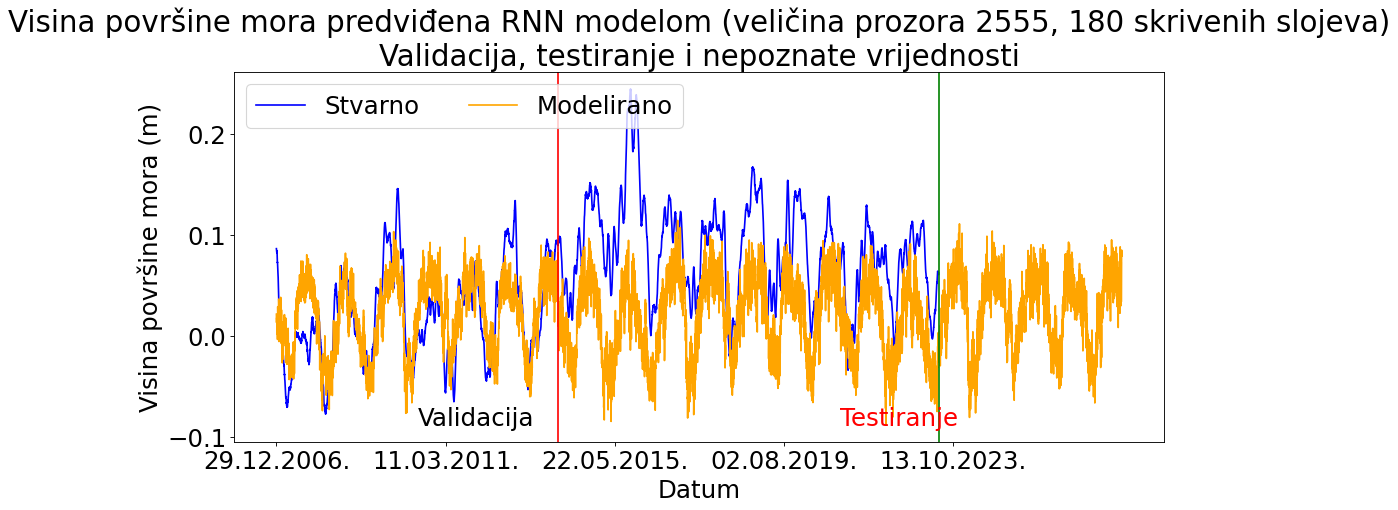 Visina površine mora predviđena RNN modelom (veličina prozora 2555, 180 skrivenih slojeva)
Validacija, testiranje i nepoznate vrijednosti
Stvarno
Modelirano
Visina površine mora (m)
0.2
0.1
0.0
−0.1
Validacija
Testiranje
29.12.2006.
11.03.2011.
22.05.2015.
02.08.2019.
13.10.2023.
Datum